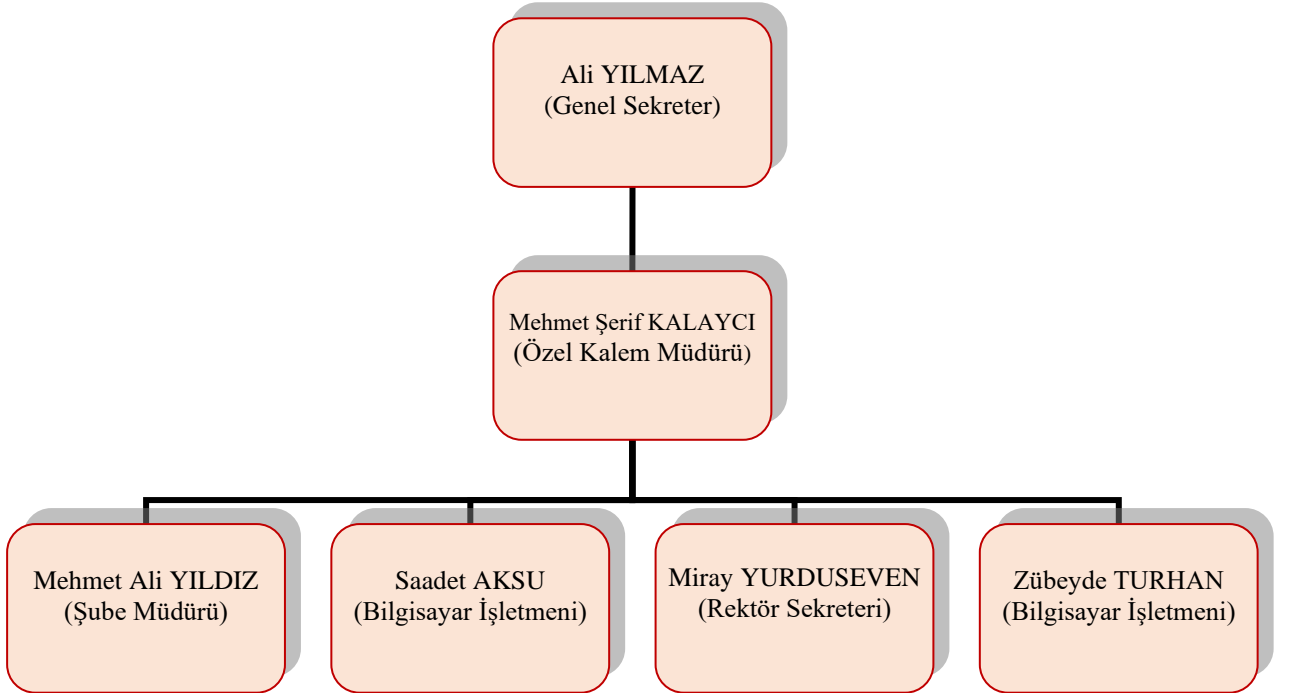 Ali YILMAZ
(Genel Sekreter)
Mehmet Şerif KALAYCI
(Özel Kalem Müdürü)
Mehmet Ali YILDIZ
(Şube Müdürü)
Saadet AKSU
(Bilgisayar İşletmeni)
Miray YURDUSEVEN
(Rektör Sekreteri)
Zübeyde TURHAN
(Bilgisayar İşletmeni)